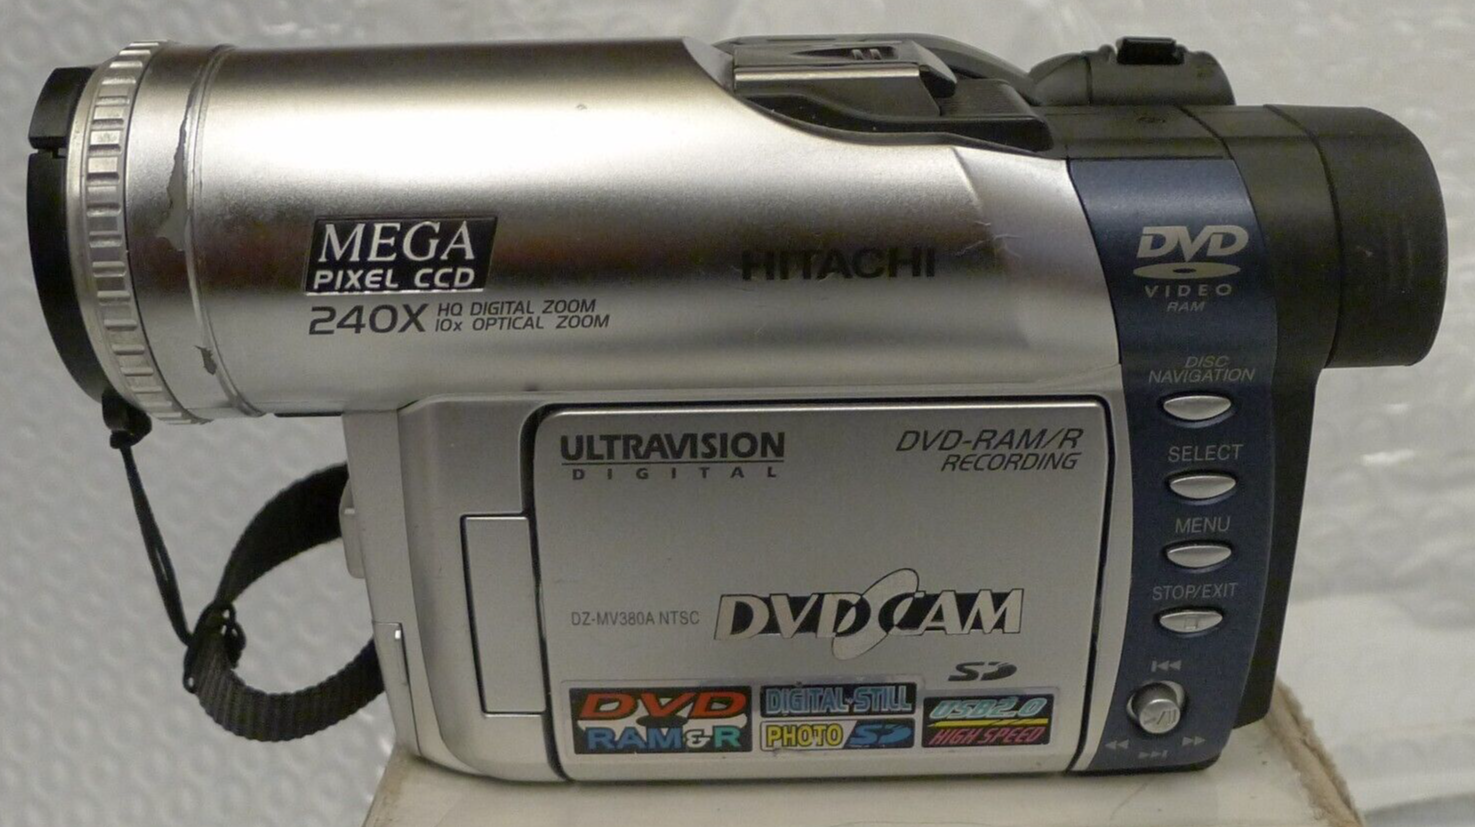 MEGA
PIXEL CCD
240X HQ DIGITAL ZOOM
10x OPTICAL ZOOM
HITACHI
DVD
VIDEO
RAM
DISC
NAVIGATION
SELECT
MENU
STOP/EXIT
ULTRAVISION
DIGITAL
DVD-RAM/R
RECORDING
DZ-MV380A NTSC
DVDCAM
SD
DVD
RAM&R
DIGITAL-STILL
PHOTO SD
USB2.0
HIGH SPEED